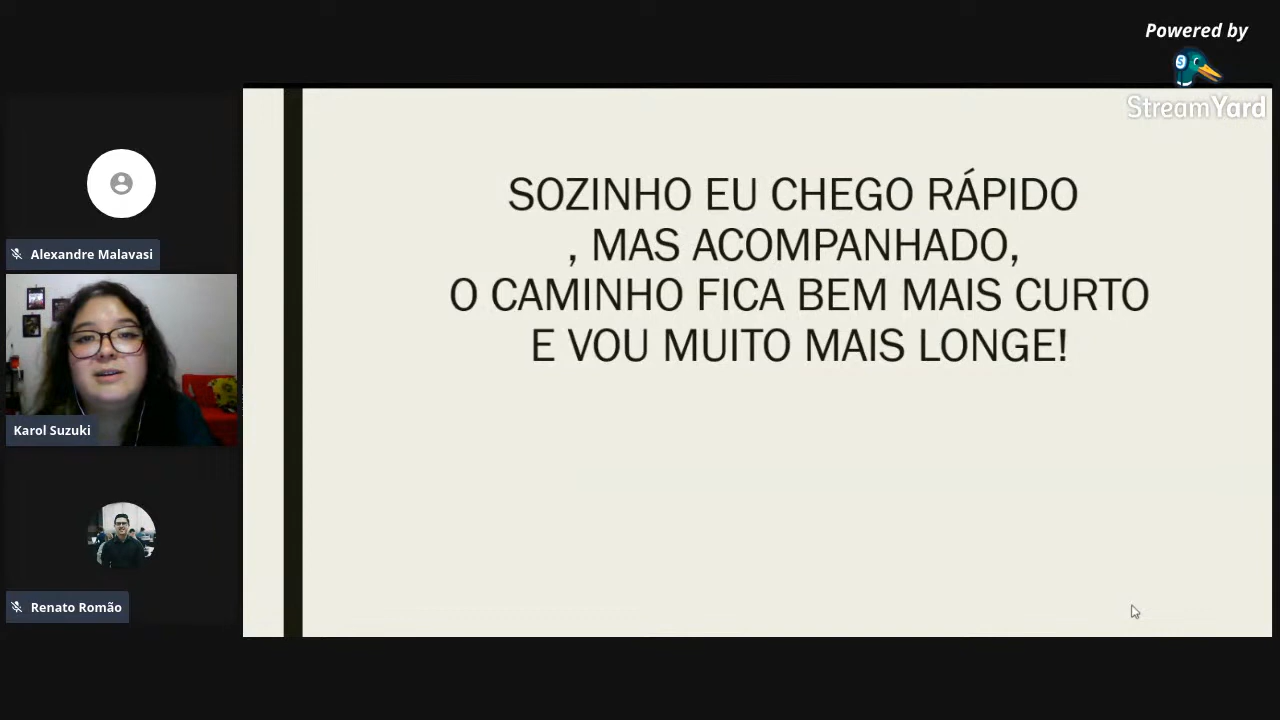 Powered by
StreamYard
Alexandre Malavasi
Karol Suzuki
Renato Romão
SOZINHO EU CHEGO RÁPIDO
, MAS ACOMPANHADO,
O CAMINHO FICA BEM MAIS CURTO
E VOU MUITO MAIS LONGE!